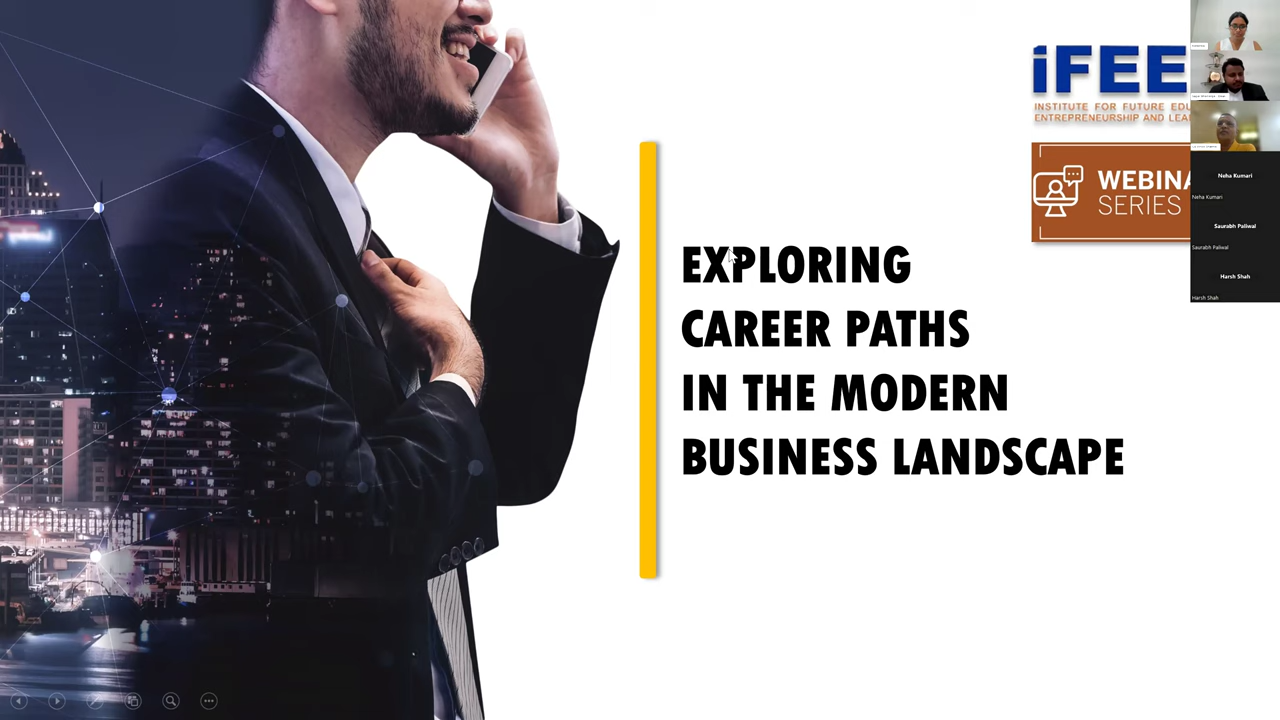 iFEE
INSTITUTE FOR FUTURE EDU
ENTREPRENEURSHIP AND LEA
WEBINA
SERIES
EXPLORING
CAREER PATHS
IN THE MODERN
BUSINESS LANDSCAPE
Neha Kumari
Neha Kumari
Saurabh Paliwal
Saurabh Paliwal
Harsh Shah
Harsh Shah